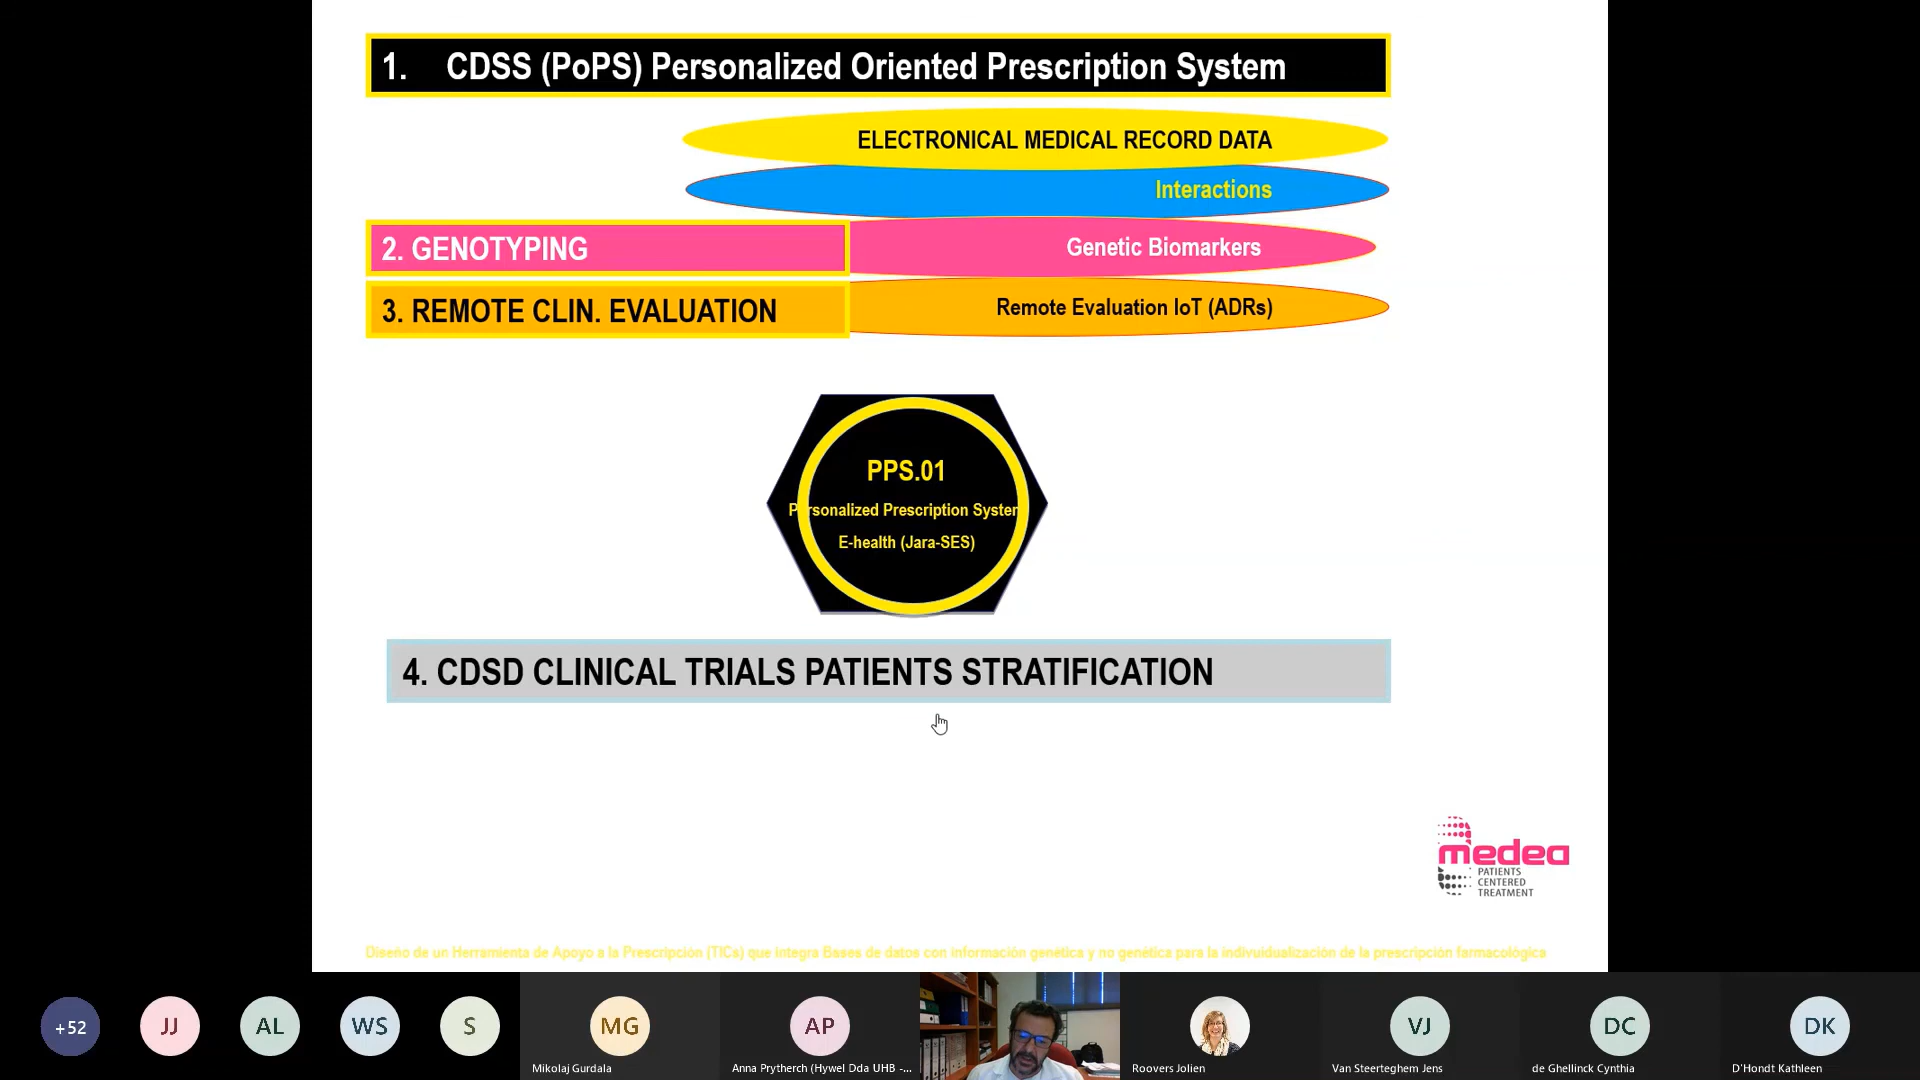 1. CDSS (PoPS) Personalized Oriented Prescription System
ELECTRONICAL MEDICAL RECORD DATA
Interactions
2. GENOTYPING
Genetic Biomarkers
3. REMOTE CLIN. EVALUATION
Remote Evaluation IoT (ADRs)
PPS.01
Personalized Prescription System
E-health (Jara-SES)
4. CDSD CLINICAL TRIALS PATIENTS STRATIFICATION
medea
PATIENTS
CENTERED
TREATMENT
Diseño de un Herramienta de Apoyo a la Prescripción (TICs) que integra Bases de datos con información genética y no genética para la indivuidualización de la prescripción farmacológica
+52
JJ
AL
WS
S
MG
Mikolaj Gurdala
AP
Anna Prytherch (Hywel Dda UHB -...
Roovers Jolien
VJ
Van Steerteghem Jens
DC
de Ghellinck Cynthia
DK
D'Hondt Kathleen